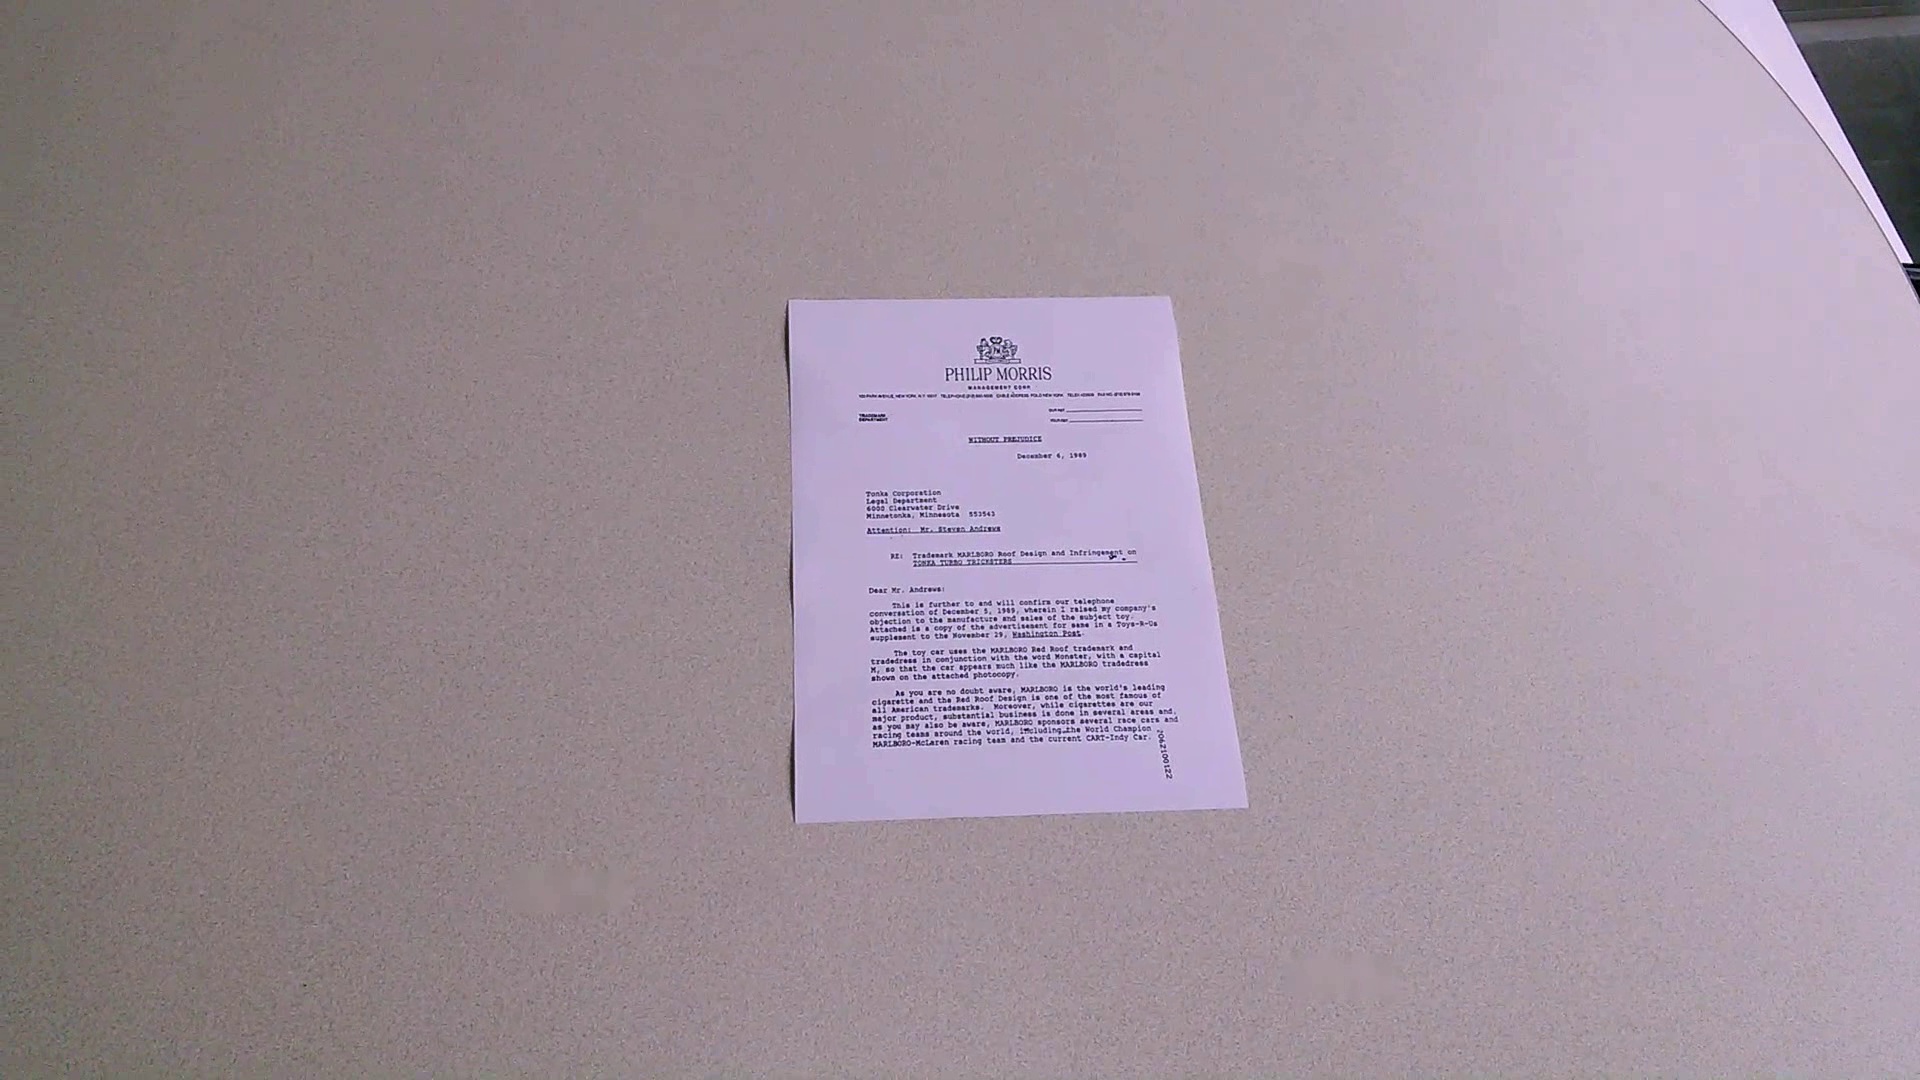 PHILIP MORRIS
MANAGEMENT CORP.
TRADEMARK
DEPARTMENT
OUR REF.
YOUR REF.
WITHOUT PREJUDICE
December 6, 1989
Tonka Corporation
Legal Department
6000 Clearwater Drive
Minnetonka, Minnesota 553543
Attention: Mr. Steven Andrews
RE: Trademark MARLBORO Roof Design and Infringement on
TONKA TURBO TRICKSTERS
Dear Mr. Andrews:
This is further to and will confirm our telephone
conversation of December 5, 1989, wherein I raised my company's
objection to the manufacture and sales of the subject toy.
Attached is a copy of the advertisement for same in a Toys-R-Us
supplement to the November 29, Washington Post.
The toy car uses the MARLBORO Red Roof trademark and
tradedress in conjunction with the word Monster, with a capital
M, so that the car appears much like the MARLBORO tradedress
shown on the attached photocopy.
As you are no doubt aware, MARLBORO is the world's leading
cigarette and the Red Roof Design is one of the most famous of
all American trademarks. Moreover, while cigarettes are our
major product, substantial business is done in several areas and,
as you may also be aware, MARLBORO sponsors several race cars and
racing teams around the world, including the World Champion
MARLBORO-McLaren racing team and the current CART-Indy Car.